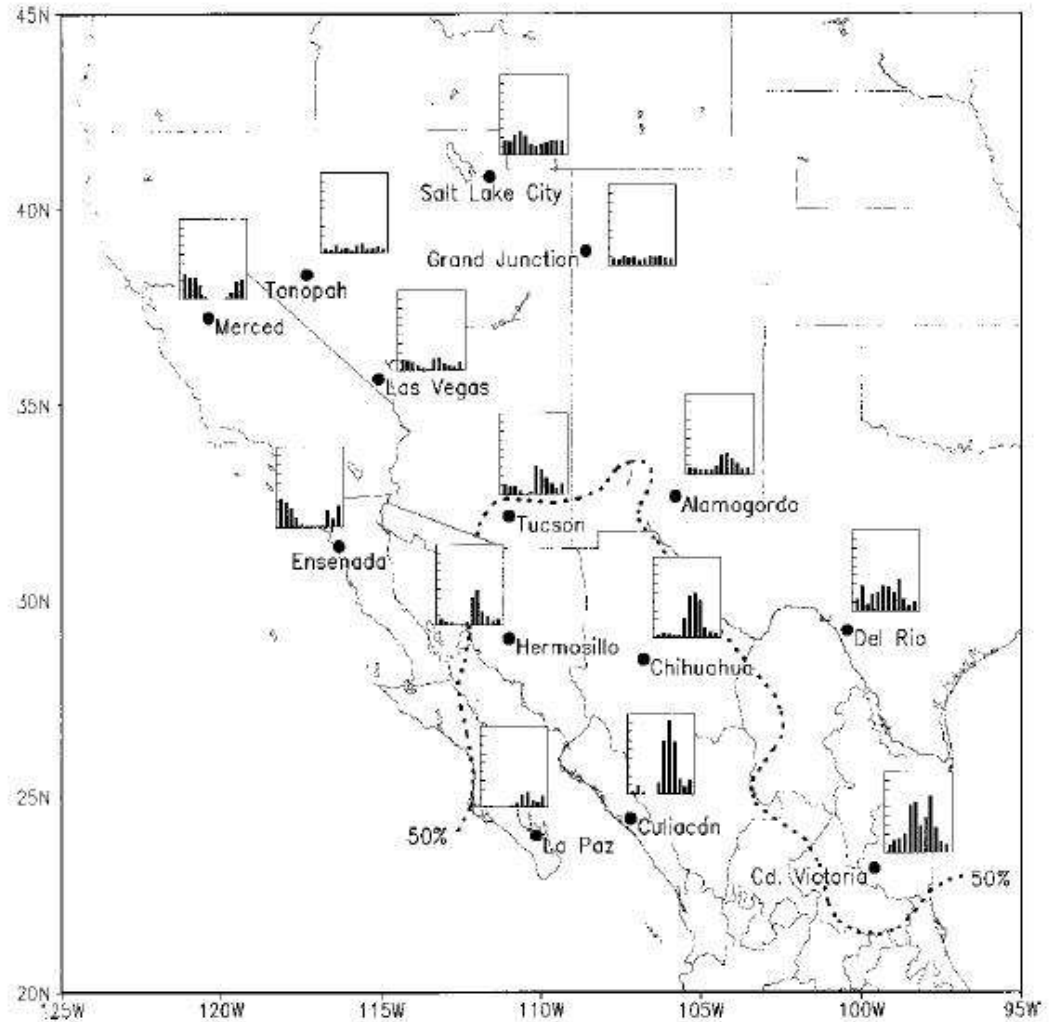 45N
Salt Lake City
40N
Grand Junction
Tonopah
Merced
Las Vegas
35N
Alamogordo
Tucson
Ensenada
30N
Del Rio
Hermosillo
Chihuahua
25N
Culiacán
50%
La Paz
Cd. Victoria
50%
20N
125W 120W 115W 110W 105W 100W 95W